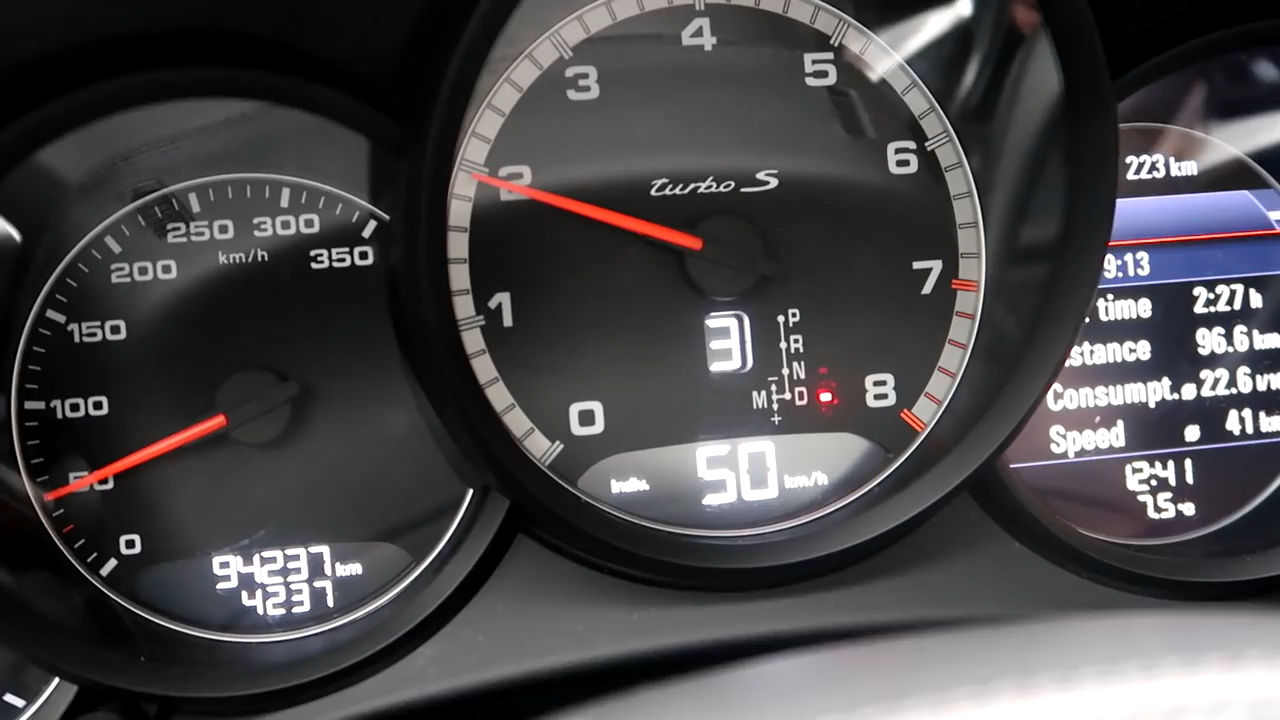 0
50
100
150
200
250
300
350
km/h
94237 km
4237
0
1
2
3
4
5
6
7
8
turbo S
3
P
R
N
M D
-
+
Indiv.
50 km/h
223 km
9:13
time 2:27 h
stance 96.6 km
Consumpt. ø 22.6
Speed ø 41
12:41
7.5 °C